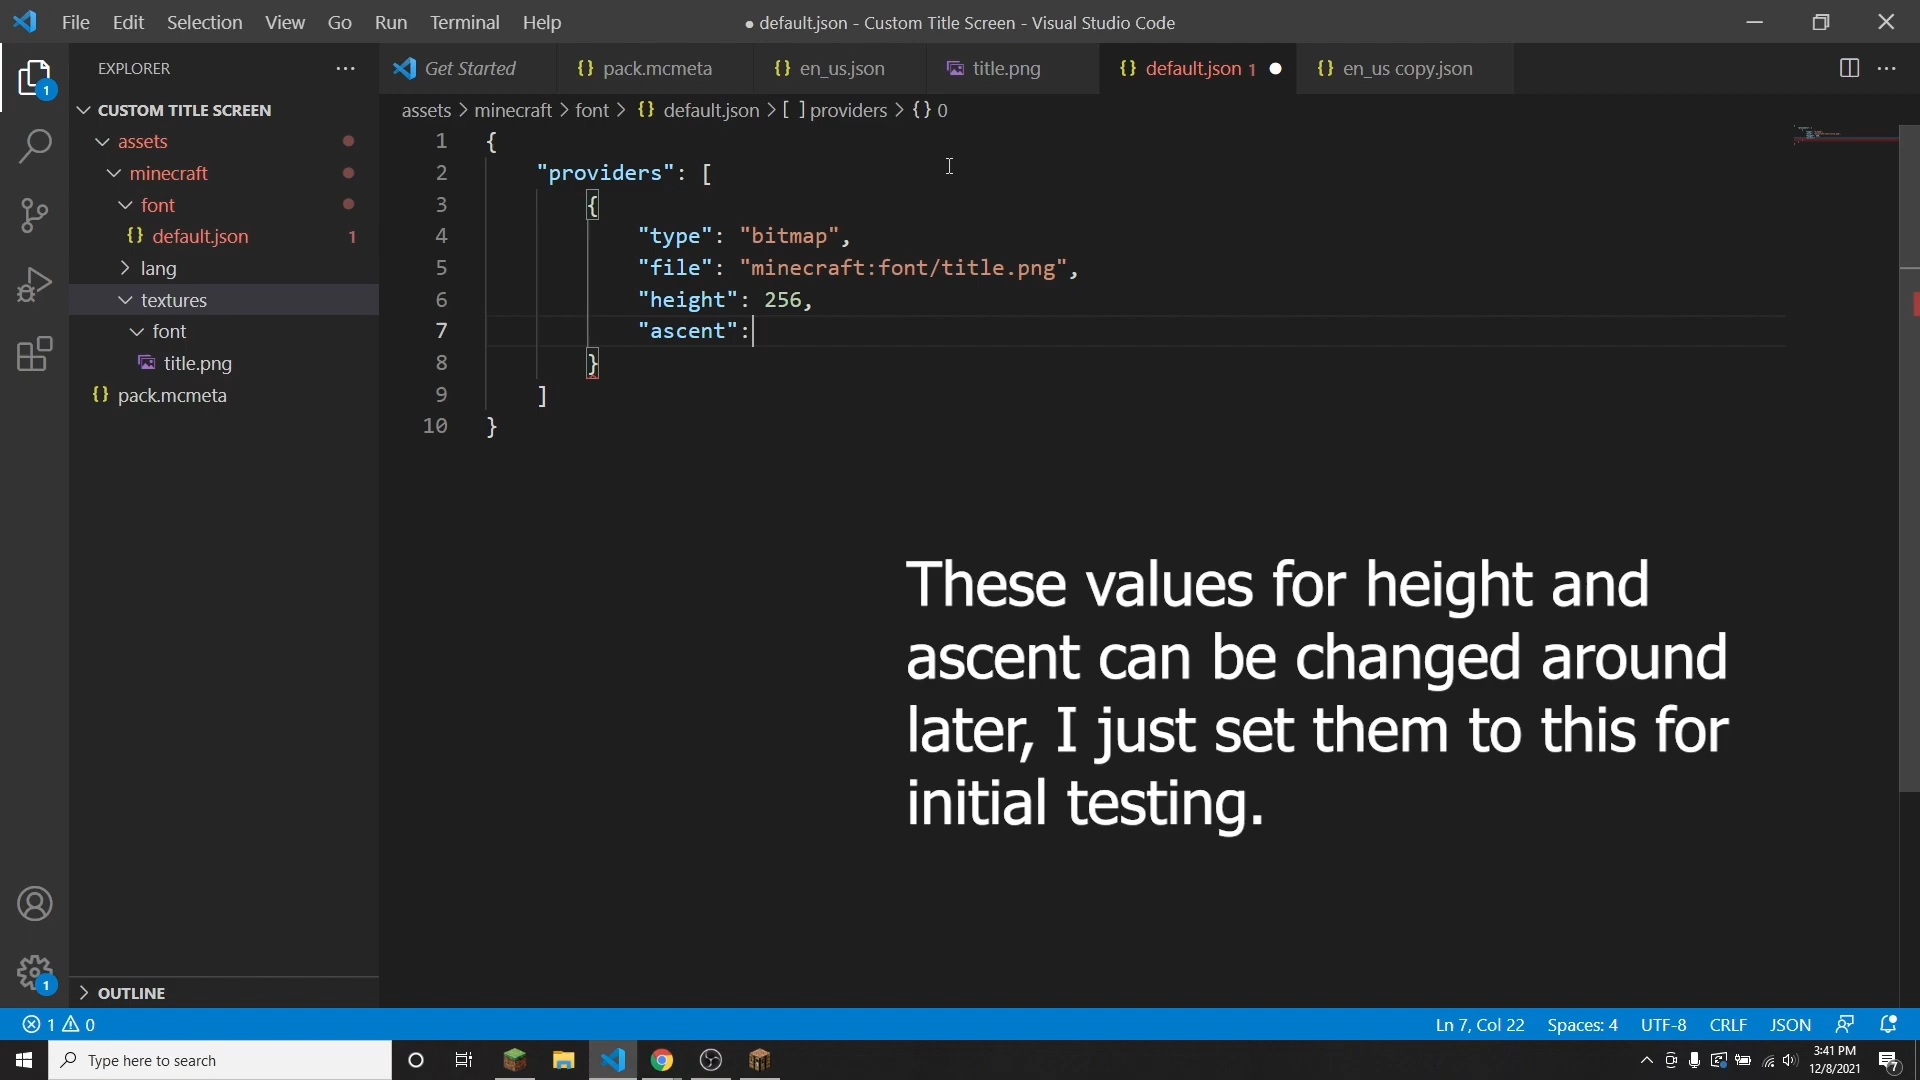 File Edit Selection View Go Run Terminal Help
● default.json - Custom Title Screen - Visual Studio Code
EXPLORER
Get Started
pack.mcmeta
en_us.json
title.png
default.json 1
en_us copy.json
CUSTOM TITLE SCREEN
assets
minecraft
font
default.json 1
lang
textures
font
title.png
pack.mcmeta
OUTLINE
1
1
assets > minecraft > font > {} default.json > [ ] providers > {} 0
1 {
2 "providers": [
3 {
4 "type": "bitmap",
5 "file": "minecraft:font/title.png",
6 "height": 256,
7 "ascent":
8 }
9 ]
10 }
These values for height and
ascent can be changed around
later, I just set them to this for
initial testing.
1 0
Ln 7, Col 22 Spaces: 4 UTF-8 CRLF JSON
Type here to search
3:41 PM
12/8/2021
7